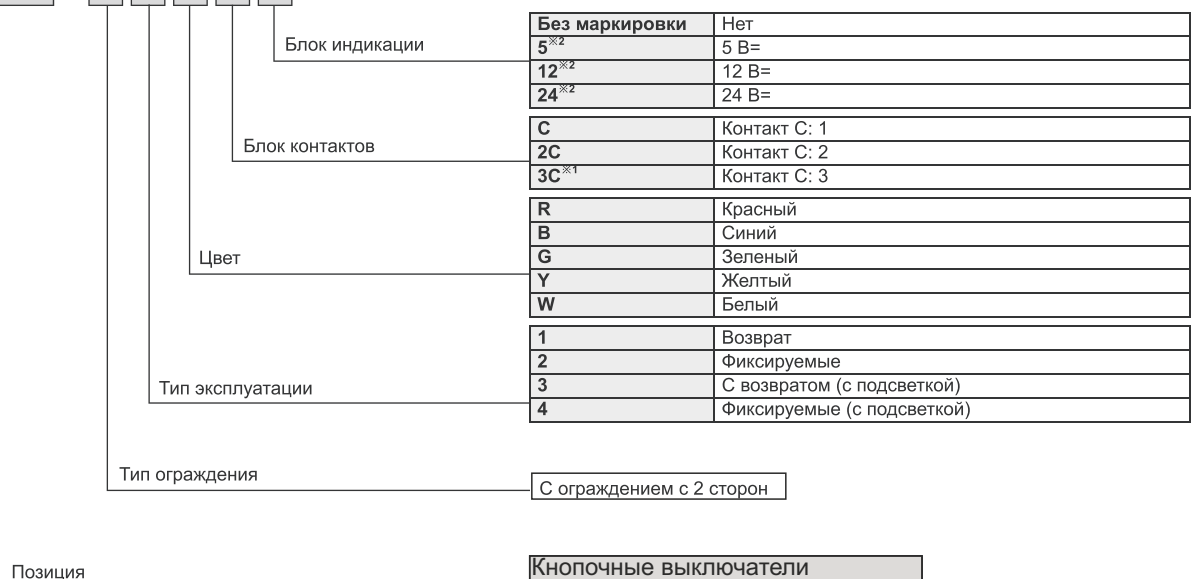 Блок индикации
Без маркировки Нет
5※2 5 В=
12※2 12 В=
24※2 24 В=
Блок контактов
C Контакт C: 1
2C Контакт C: 2
3C※1 Контакт C: 3
Цвет
R Красный
B Синий
G Зеленый
Y Желтый
W Белый
Тип эксплуатации
1 Возврат
2 Фиксируемые
3 С возвратом (с подсветкой)
4 Фиксируемые (с подсветкой)
Тип ограждения
С ограждением с 2 сторон
Позиция
Кнопочные выключатели